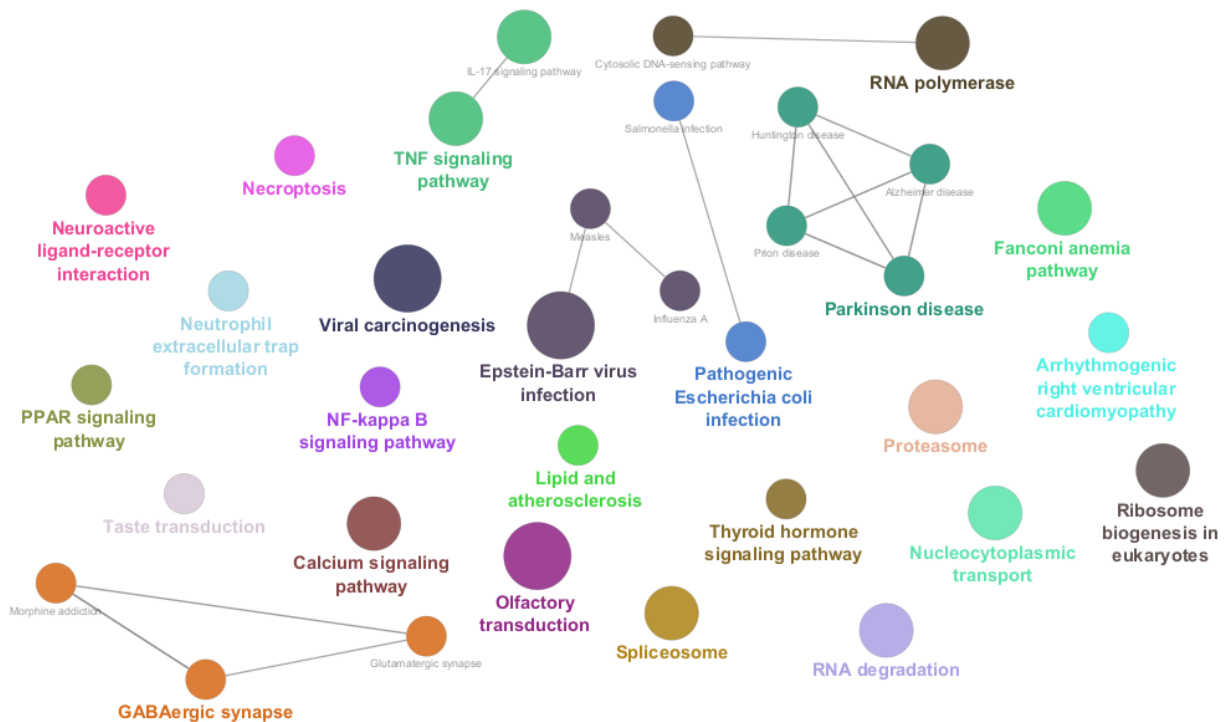 IL-17 signaling pathway
Cytosolic DNA-sensing pathway
RNA polymerase
Salmonella infection
Huntington disease
TNF signaling
pathway
Necroptosis
Alzheimer disease
Neuroactive
ligand-receptor
interaction
Measles
Prion disease
Fanconi anemia
pathway
Parkinson disease
Influenza A
Neutrophil
extracellular trap
formation
Viral carcinogenesis
Epstein-Barr virus
infection
Pathogenic
Escherichia coli
infection
Arrhythmogenic
right ventricular
cardiomyopathy
PPAR signaling
pathway
NF-kappa B
signaling pathway
Proteasome
Lipid and
atherosclerosis
Taste transduction
Calcium signaling
pathway
Thyroid hormone
signaling pathway
Nucleocytoplasmic
transport
Ribosome
biogenesis in
eukaryotes
Olfactory
transduction
Morphine addiction
Glutamatergic synapse
Spliceosome
RNA degradation
GABAergic synapse